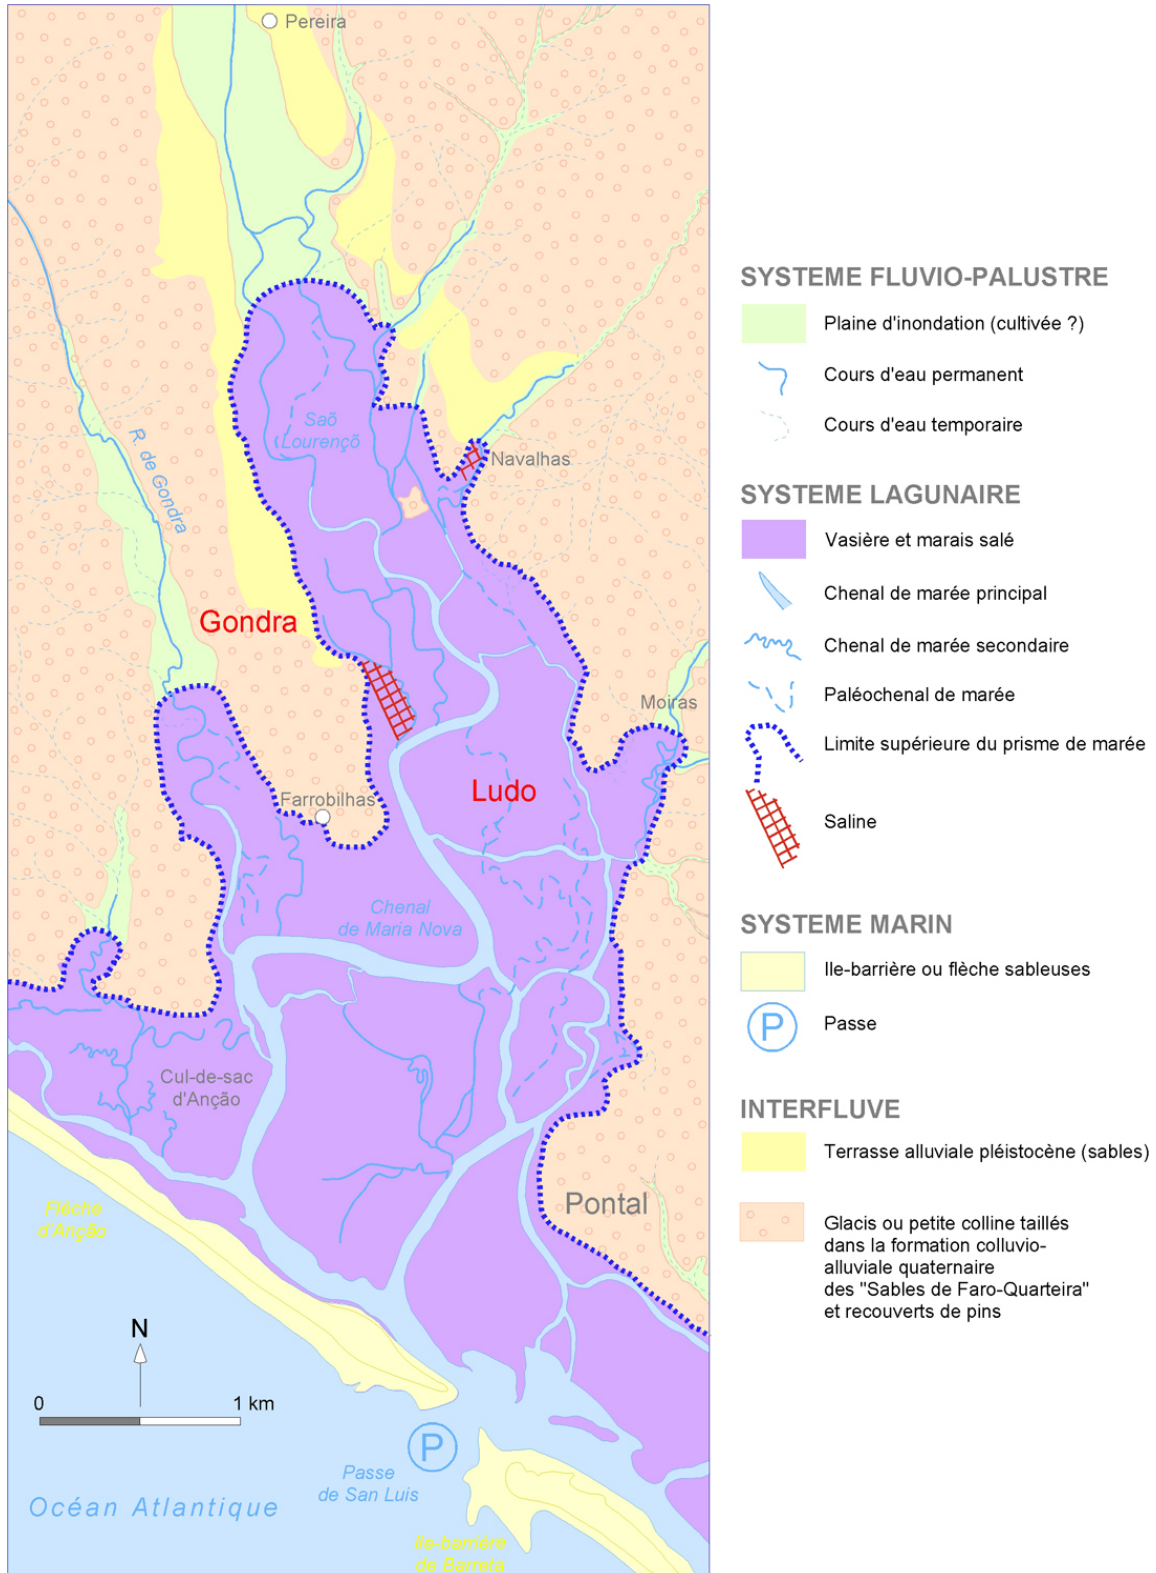 Pereira
R. de Gondra
Saõ
Lourençõ
Navalhas
Gondra
Moiras
Farrobilhas
Ludo
Chenal
de Maria Nova
Cul-de-sac
d'Anção
Flèche
d'Anção
Pontal
N
0 1 km
P
Passe
de San Luis
Océan Atlantique
Ile-barrière
de Barreta
SYSTEME FLUVIO-PALUSTRE
Plaine d'inondation (cultivée ?)
Cours d'eau permanent
Cours d'eau temporaire
SYSTEME LAGUNAIRE
Vasière et marais salé
Chenal de marée principal
Chenal de marée secondaire
Paléochenal de marée
Limite supérieure du prisme de marée
Saline
SYSTEME MARIN
Ile-barrière ou flèche sableuses
P
Passe
INTERFLUVE
Terrasse alluviale pléistocène (sables)
Glacis ou petite colline taillés
dans la formation colluvio-
alluviale quaternaire
des "Sables de Faro-Quarteira"
et recouverts de pins